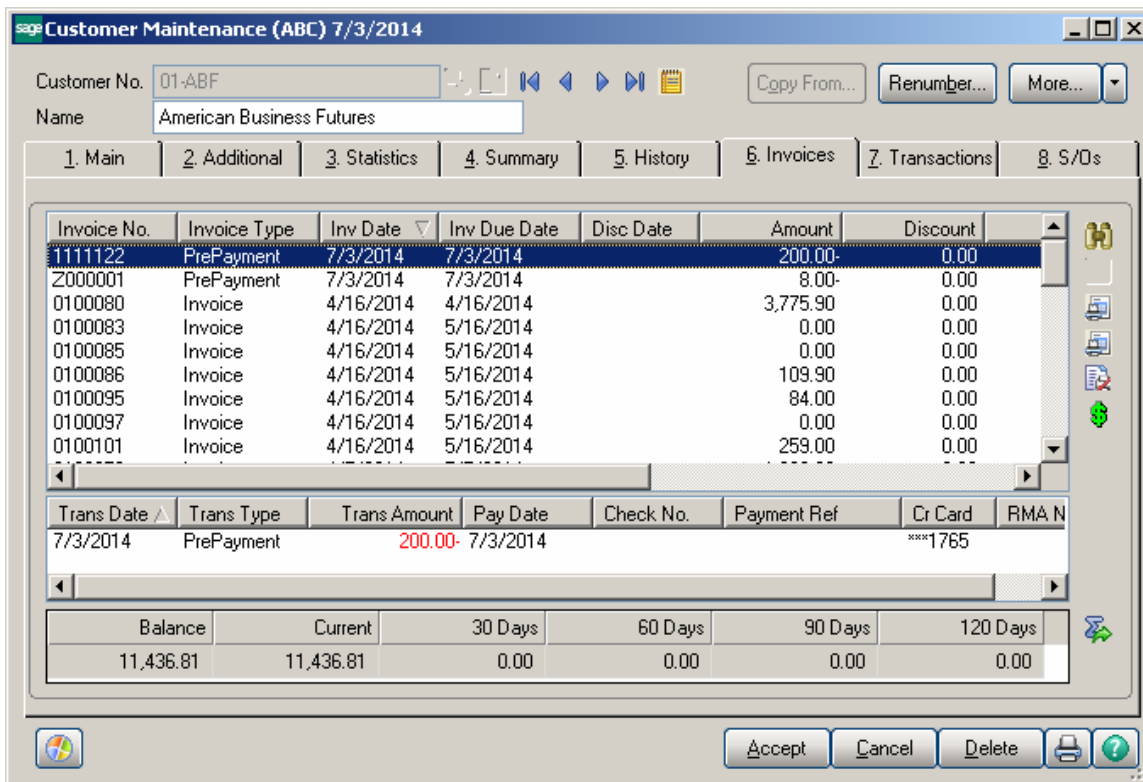 sage Customer Maintenance (ABC) 7/3/2014
Customer No. 01-ABF Copy From... Renumber... More...
Name American Business Futures
1. Main 2. Additional 3. Statistics 4. Summary 5. History 6. Invoices 7. Transactions 8. S/Os
Invoice No. Invoice Type Inv Date Inv Due Date Disc Date Amount Discount
1111122 PrePayment 7/3/2014 7/3/2014 200.00- 0.00
Z000001 PrePayment 7/3/2014 7/3/2014 8.00- 0.00
0100080 Invoice 4/16/2014 4/16/2014 3,775.90 0.00
0100083 Invoice 4/16/2014 5/16/2014 0.00 0.00
0100085 Invoice 4/16/2014 5/16/2014 0.00 0.00
0100086 Invoice 4/16/2014 5/16/2014 109.90 0.00
0100095 Invoice 4/16/2014 5/16/2014 84.00 0.00
0100097 Invoice 4/16/2014 5/16/2014 0.00 0.00
0100101 Invoice 4/16/2014 5/16/2014 259.00 0.00
Trans Date Trans Type Trans Amount Pay Date Check No. Payment Ref Cr Card RMA N
7/3/2014 PrePayment 200.00- 7/3/2014 ***1765
Balance Current 30 Days 60 Days 90 Days 120 Days
11,436.81 11,436.81 0.00 0.00 0.00 0.00
Accept Cancel Delete